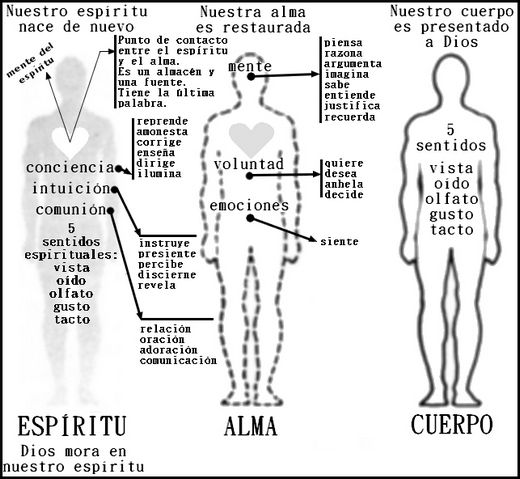 Nuestro espiritu
nace de nuevo
mente del
espíritu
Punto de contacto
entre el espíritu
y el alma.
Es un almacén y
una fuente.
Tiene la última
palabra.
reprende
amonesta
corrige
enseña
dirige
ilumina
conciencia
intuición
comunión
5
sentidos
espirituales:
vista
oído
olfato
gusto
tacto
instruye
presiente
percibe
discierne
revela
relación
oración
adoración
comunicación
ESPÍRITU
Dios mora en
nuestro espíritu
Nuestra alma
es restaurada
mente
piensa
razona
argumenta
imagina
sabe
entiende
justifica
recuerda
voluntad
quiere
desea
anhela
decide
emociones
siente
ALMA
Nuestro cuerpo
es presentado
a Dios
5
sentidos
vista
oido
olfato
gusto
tacto
CUERPO